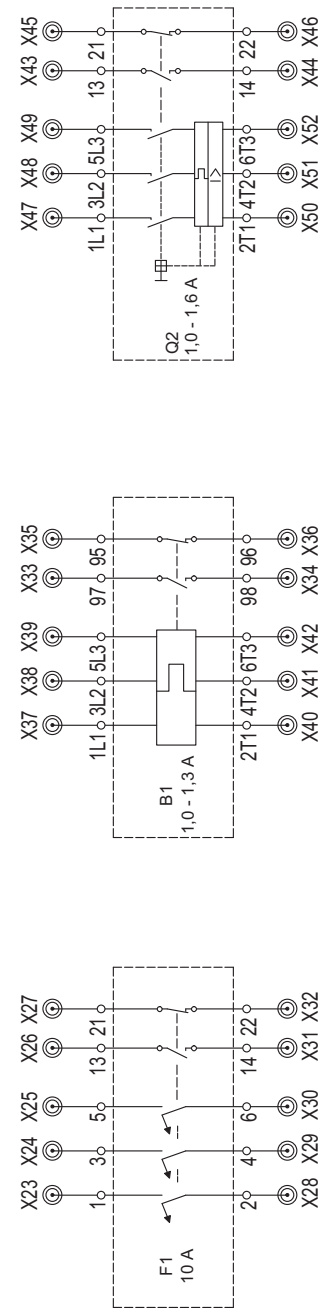 X47 X48 X49 X43 X45
1L1 3L2 5L3 13 21
Q2
1,0 - 1,6 A
I >
2T1 4T2 6T3 14 22
X50 X51 X52 X44 X46
X37 X38 X39 X33 X35
1L1 3L2 5L3 97 95
B1
1,0 - 1,3 A
2T1 4T2 6T3 98 96
X40 X41 X42 X34 X36
X23 X24 X25 X26 X27
1 3 5 13 21
F1
10 A
2 4 6 14 22
X28 X29 X30 X31 X32